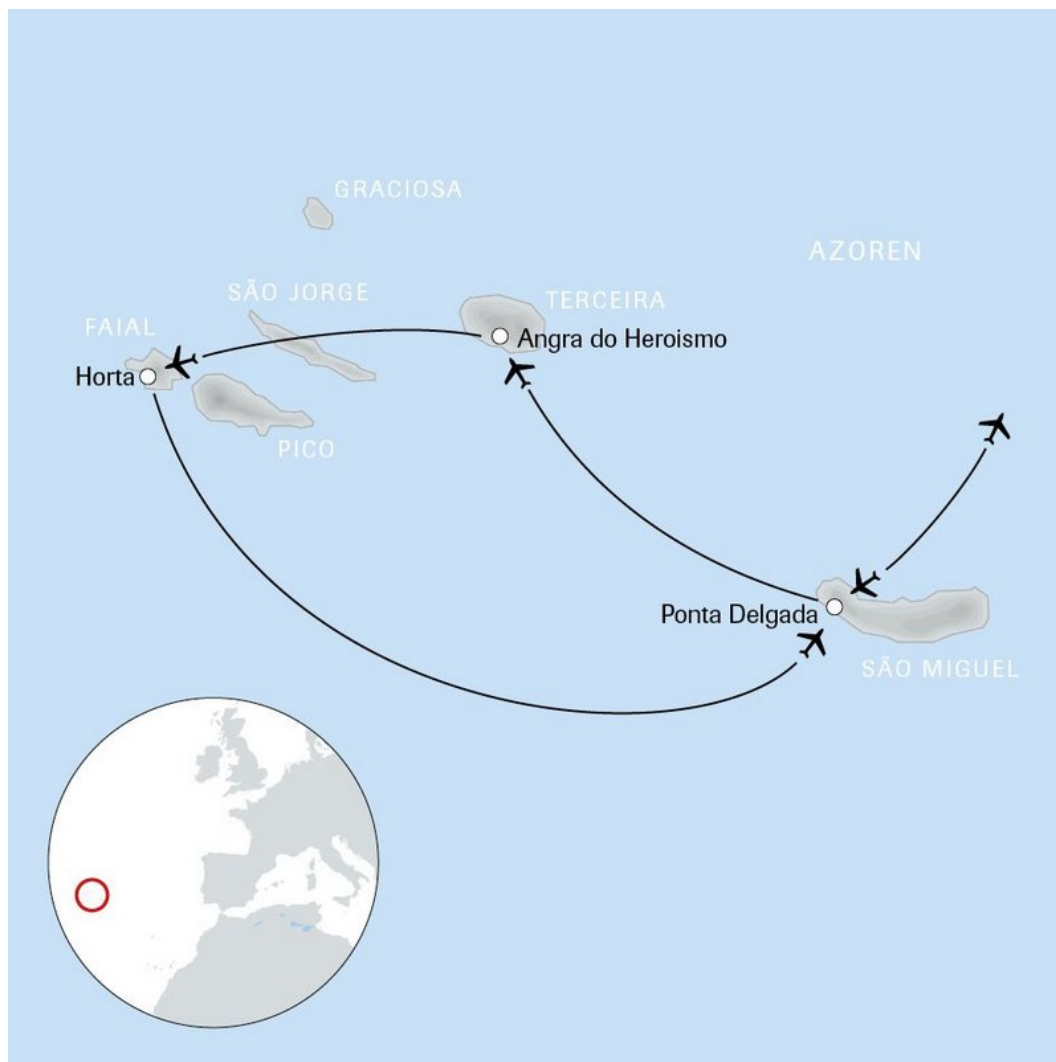 GRACIOSA
AZOREN
SÃO JORGE
TERCEIRA
FAIAL
Angra do Heroismo
Horta
PICO
Ponta Delgada
SÃO MIGUEL